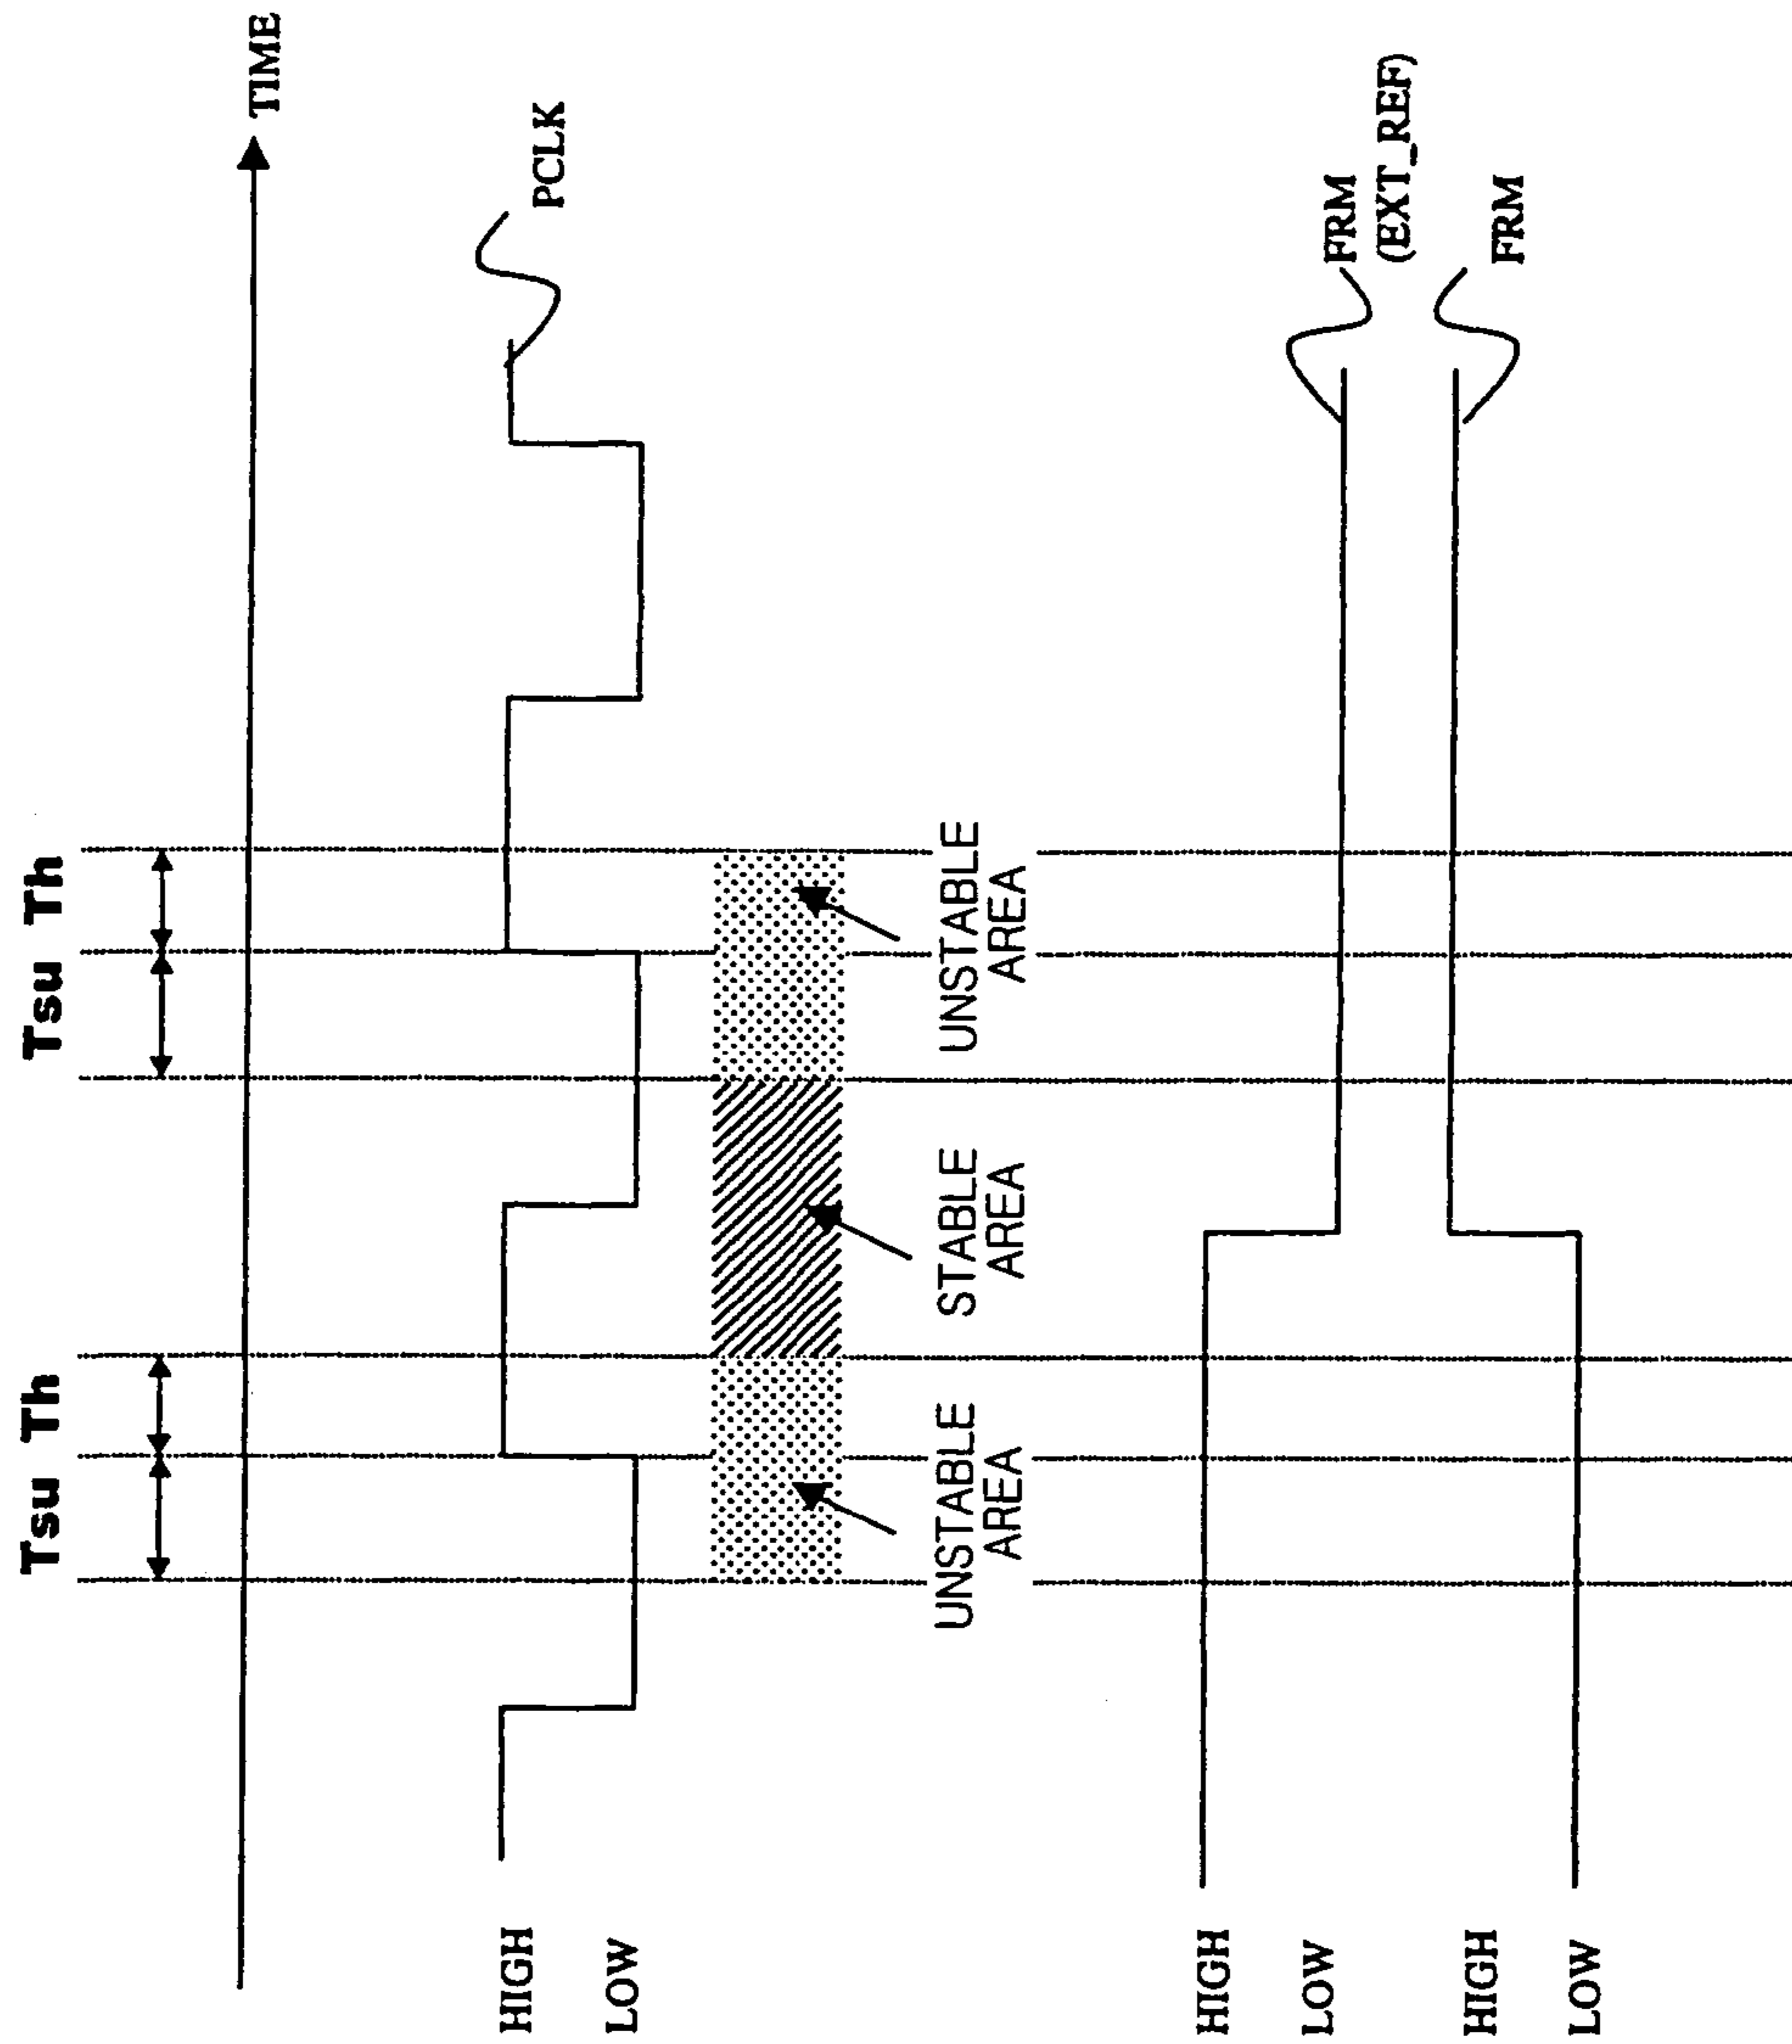 Tsu Th
Tsu Th
TIME
HIGH
LOW
PCLK
UNSTABLE
AREA
STABLE
AREA
UNSTABLE
AREA
HIGH
LOW
FRM
(EXT_REF)
HIGH
LOW
FRM